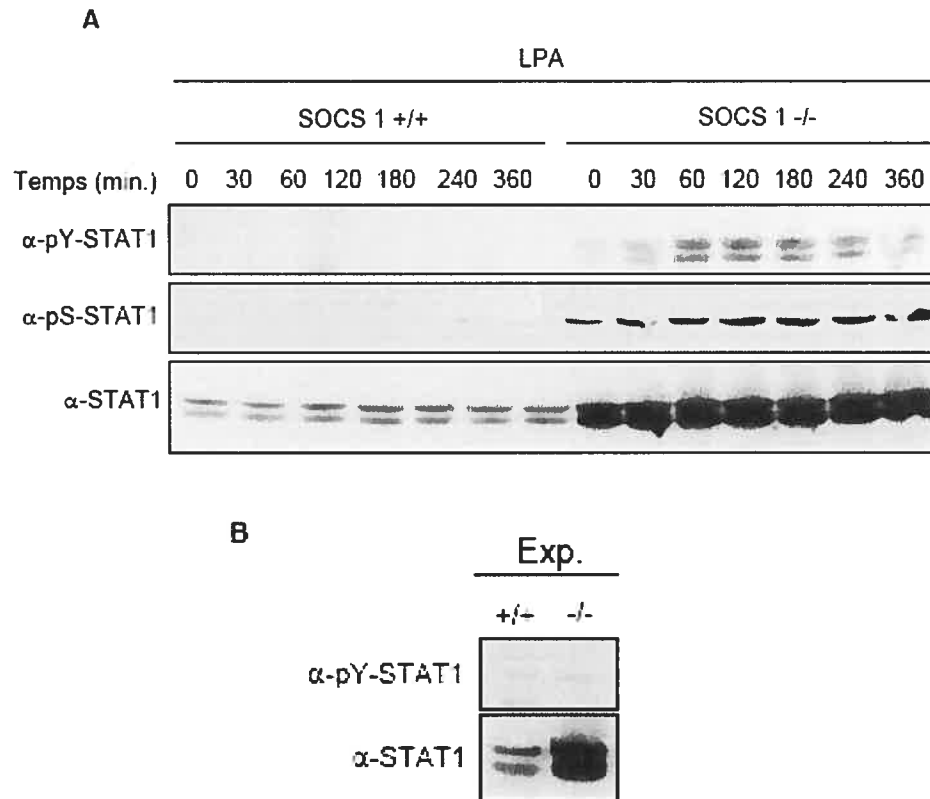 A
LPA
SOCS 1 +/+ SOCS 1 -/-
Temps (min.) 0 30 60 120 180 240 360 0 30 60 120 180 240 360
α-pY-STAT1
α-pS-STAT1
α-STAT1
B
Exp.
+/+ -/-
α-pY-STAT1
α-STAT1